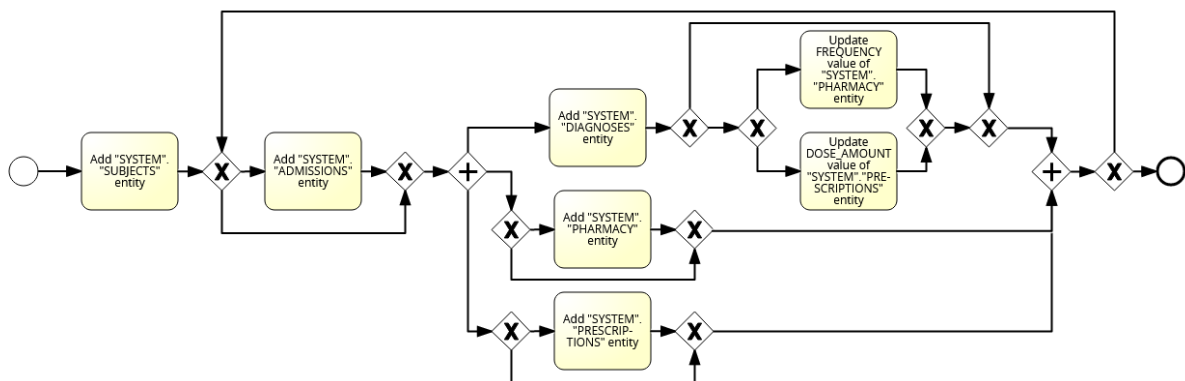 Add "SYSTEM".
"SUBJECTS"
entity
Add "SYSTEM".
"ADMISSIONS"
entity
Add "SYSTEM".
"DIAGNOSES"
entity
Update
FREQUENCY
value of
"SYSTEM".
"PHARMACY"
entity
Update
DOSE_AMOUNT
value of
"SYSTEM"."PRE-
SCRIPTIONS"
entity
Add "SYSTEM".
"PHARMACY"
entity
Add "SYSTEM".
"PRESCRIP-
TIONS" entity